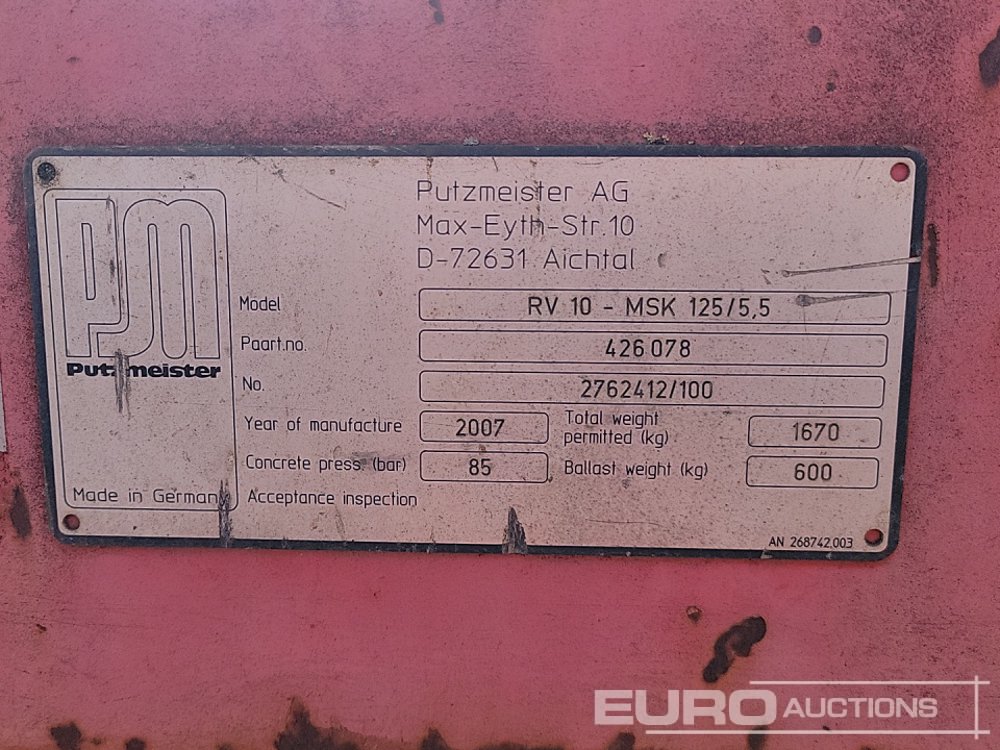 Putzmeister AG
Max-Eyth-Str.10
D-72631 Aichtal
PM
Putzmeister
Made in Germany
Model RV 10 - MSK 125/5,5
Paart.no. 426078
No. 2762412/100
Year of manufacture 2007 Total weight permitted (kg) 1670
Concrete press. (bar) 85 Ballast weight (kg) 600
Acceptance inspection
AN 268742.003
EURO AUCTIONS